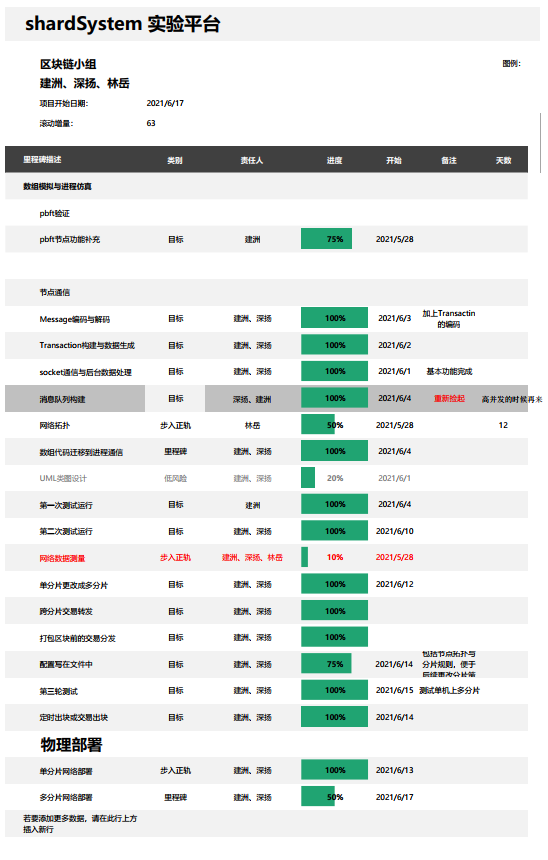 shardSystem 实验平台
区块链小组
图例：
建洲、深扬、林岳
项目开始日期： 2021/6/17
滚动增量： 63
里程碑描述 类别 责任人 进度 开始 备注 天数
数组模拟与进程仿真
pbft验证
pbft节点功能补充 目标 建洲 75% 2021/5/28
节点通信
Message编码与解码 目标 建洲、深扬 100% 2021/6/3 加上Transactin
的编码
Transaction构建与数据生成 目标 建洲、深扬 100% 2021/6/2
socket通信与后台数据处理 目标 建洲、深扬 100% 2021/6/1 基本功能完成
消息队列构建 目标 深扬、建洲 100% 2021/6/4 重新捡起 高并发的时候再来
网络拓扑 步入正轨 林岳 50% 2021/5/28 12
数组代码迁移到进程通信 里程碑 建洲、深扬 100% 2021/6/4
UML类图设计 低风险 建洲、深扬 20% 2021/6/1
第一次测试运行 目标 建洲 100% 2021/6/4
第二次测试运行 目标 建洲、深扬 100% 2021/6/10
网络数据测量 步入正轨 建洲、深扬、林岳 10% 2021/5/28
单分片更改成多分片 目标 建洲、深扬 100% 2021/6/12
跨分片交易转发 目标 建洲、深扬 100%
打包区块前的交易分发 目标 建洲、深扬 100%
配置写在文件中 目标 建洲、深扬 75% 2021/6/14 包括节点拓扑与
分片规则，便于
后续更改分片策
第三轮测试 目标 建洲、深扬 100% 2021/6/15 测试单机上多分片
定时出块或交易出块 目标 建洲、深扬 100% 2021/6/14
物理部署
单分片网络部署 步入正轨 建洲、深扬 100% 2021/6/13
多分片网络部署 里程碑 建洲、深扬 50% 2021/6/17
若要添加更多数据，请在此行上方
插入新行